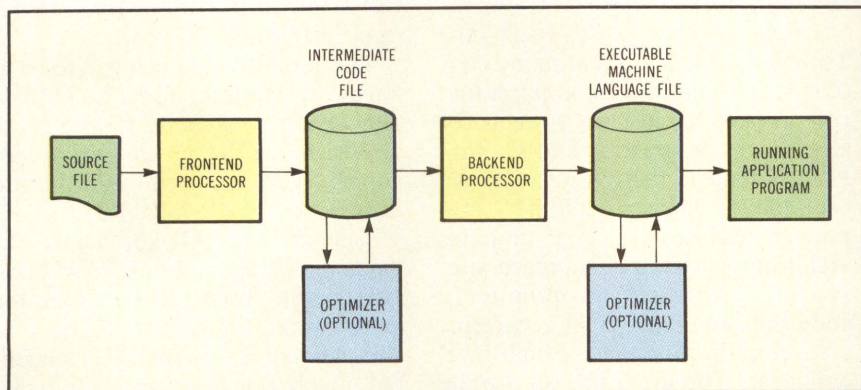 INTERMEDIATE
CODE
FILE
EXECUTABLE
MACHINE
LANGUAGE FILE
SOURCE
FILE
FRONTEND
PROCESSOR
BACKEND
PROCESSOR
RUNNING
APPLICATION
PROGRAM
OPTIMIZER
(OPTIONAL)
OPTIMIZER
(OPTIONAL)